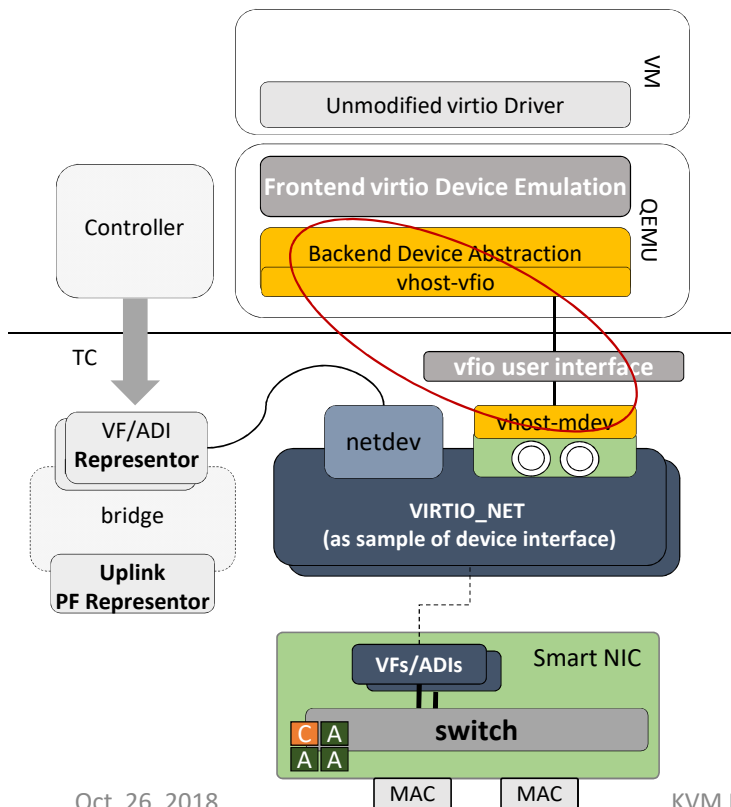 VM
Unmodified virtio Driver
Frontend virtio Device Emulation
QEMU
Controller
Backend Device Abstraction
vhost-vfio
TC
vfio user interface
VF/ADI
Representor
netdev
vhost-mdev
bridge
VIRTIO_NET
(as sample of device interface)
Uplink
PF Representor
VFs/ADIs
Smart NIC
switch
C A
A A
MAC
MAC
Oct. 26, 2018
KVM